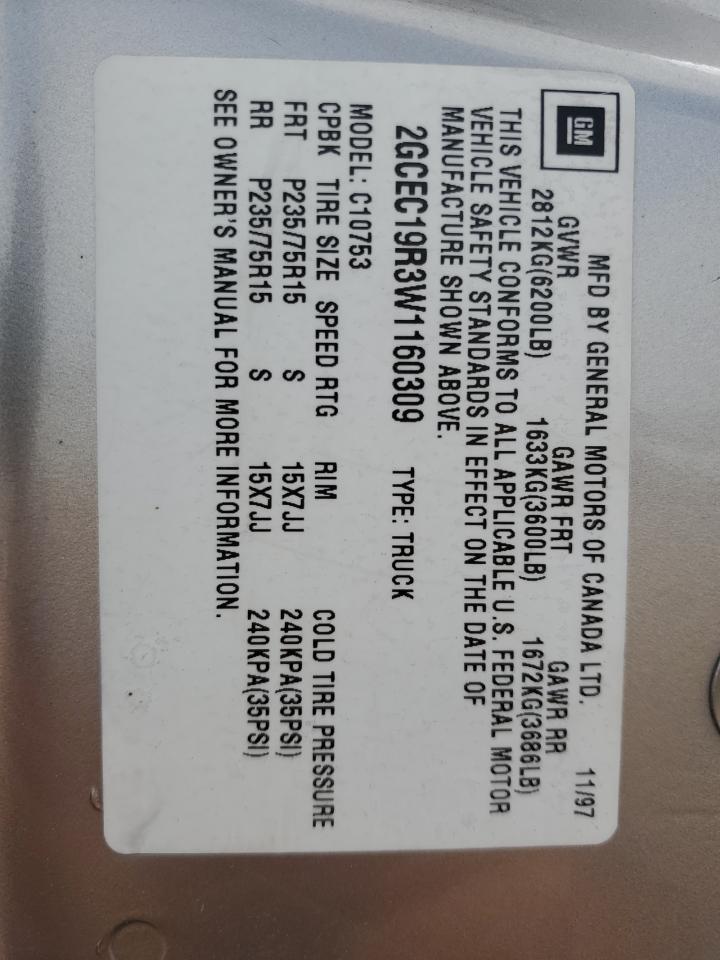 GM
MFD BY GENERAL MOTORS OF CANADA LTD. 11/97
GVWR GAWR FRT GAWR RR
2812KG(6200LB) 1633KG(3600LB) 1672KG(3686LB)
THIS VEHICLE CONFORMS TO ALL APPLICABLE U.S. FEDERAL MOTOR
VEHICLE SAFETY STANDARDS IN EFFECT ON THE DATE OF
MANUFACTURE SHOWN ABOVE.
2GCEC19R3W1160309 TYPE: TRUCK
MODEL: C10753
CPBK TIRE SIZE SPEED RTG RIM COLD TIRE PRESSURE
FRT P235/75R15 S 15X7JJ 240KPA(35PSI)
RR P235/75R15 S 15X7JJ 240KPA(35PSI)
SEE OWNER'S MANUAL FOR MORE INFORMATION.